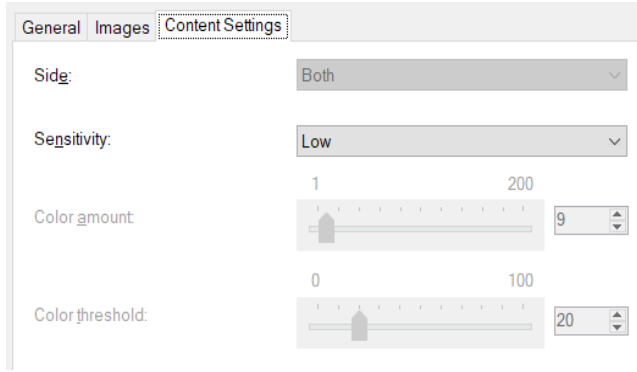 General Images Content Settings
Side: Both
Sensitivity: Low
1 200
Color amount: 9
0 100
Color threshold: 20